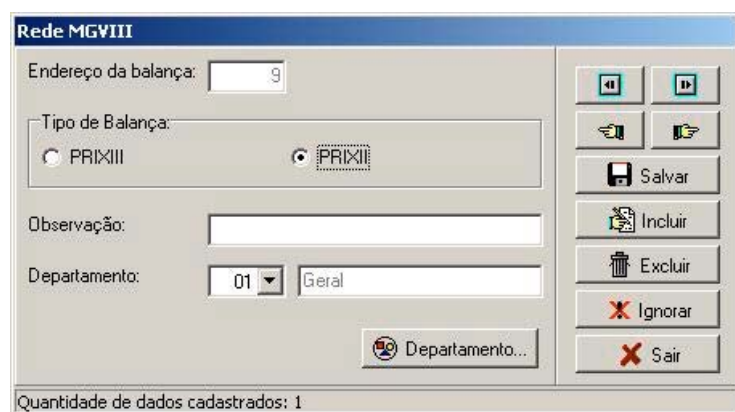 Rede MGVIII
Endereço da balança: 9
Tipo de Balança:
PRIXIII PRIXII
Observação:
Departamento: 01 Geral
Departamento...
Salvar
Incluir
Excluir
Ignorar
Sair
Quantidade de dados cadastrados: 1